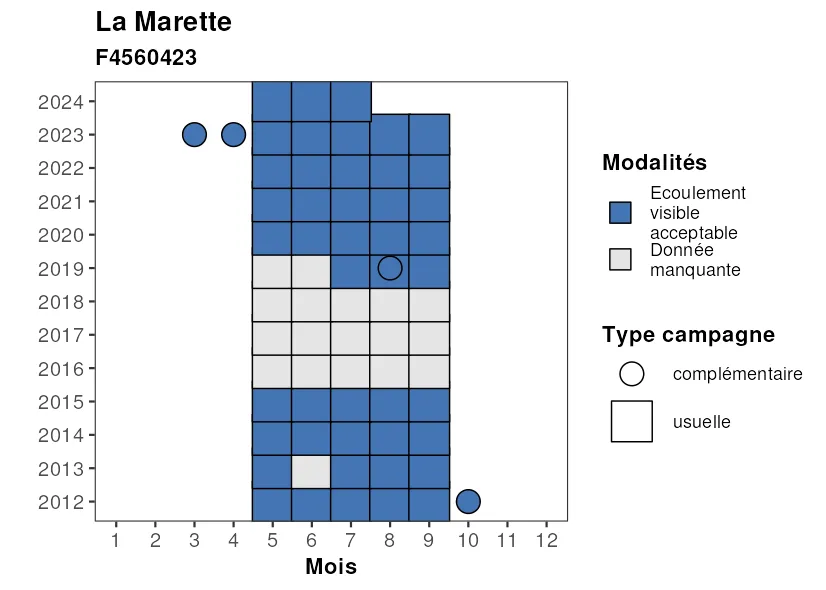 La Marette
F4560423
2024
2023
2022
2021
2020
2019
2018
2017
2016
2015
2014
2013
2012
1 2 3 4 5 6 7 8 9 10 11 12
Mois
Modalités
Ecoulement
visible
acceptable
Donnée
manquante
Type campagne
complémentaire
usuelle